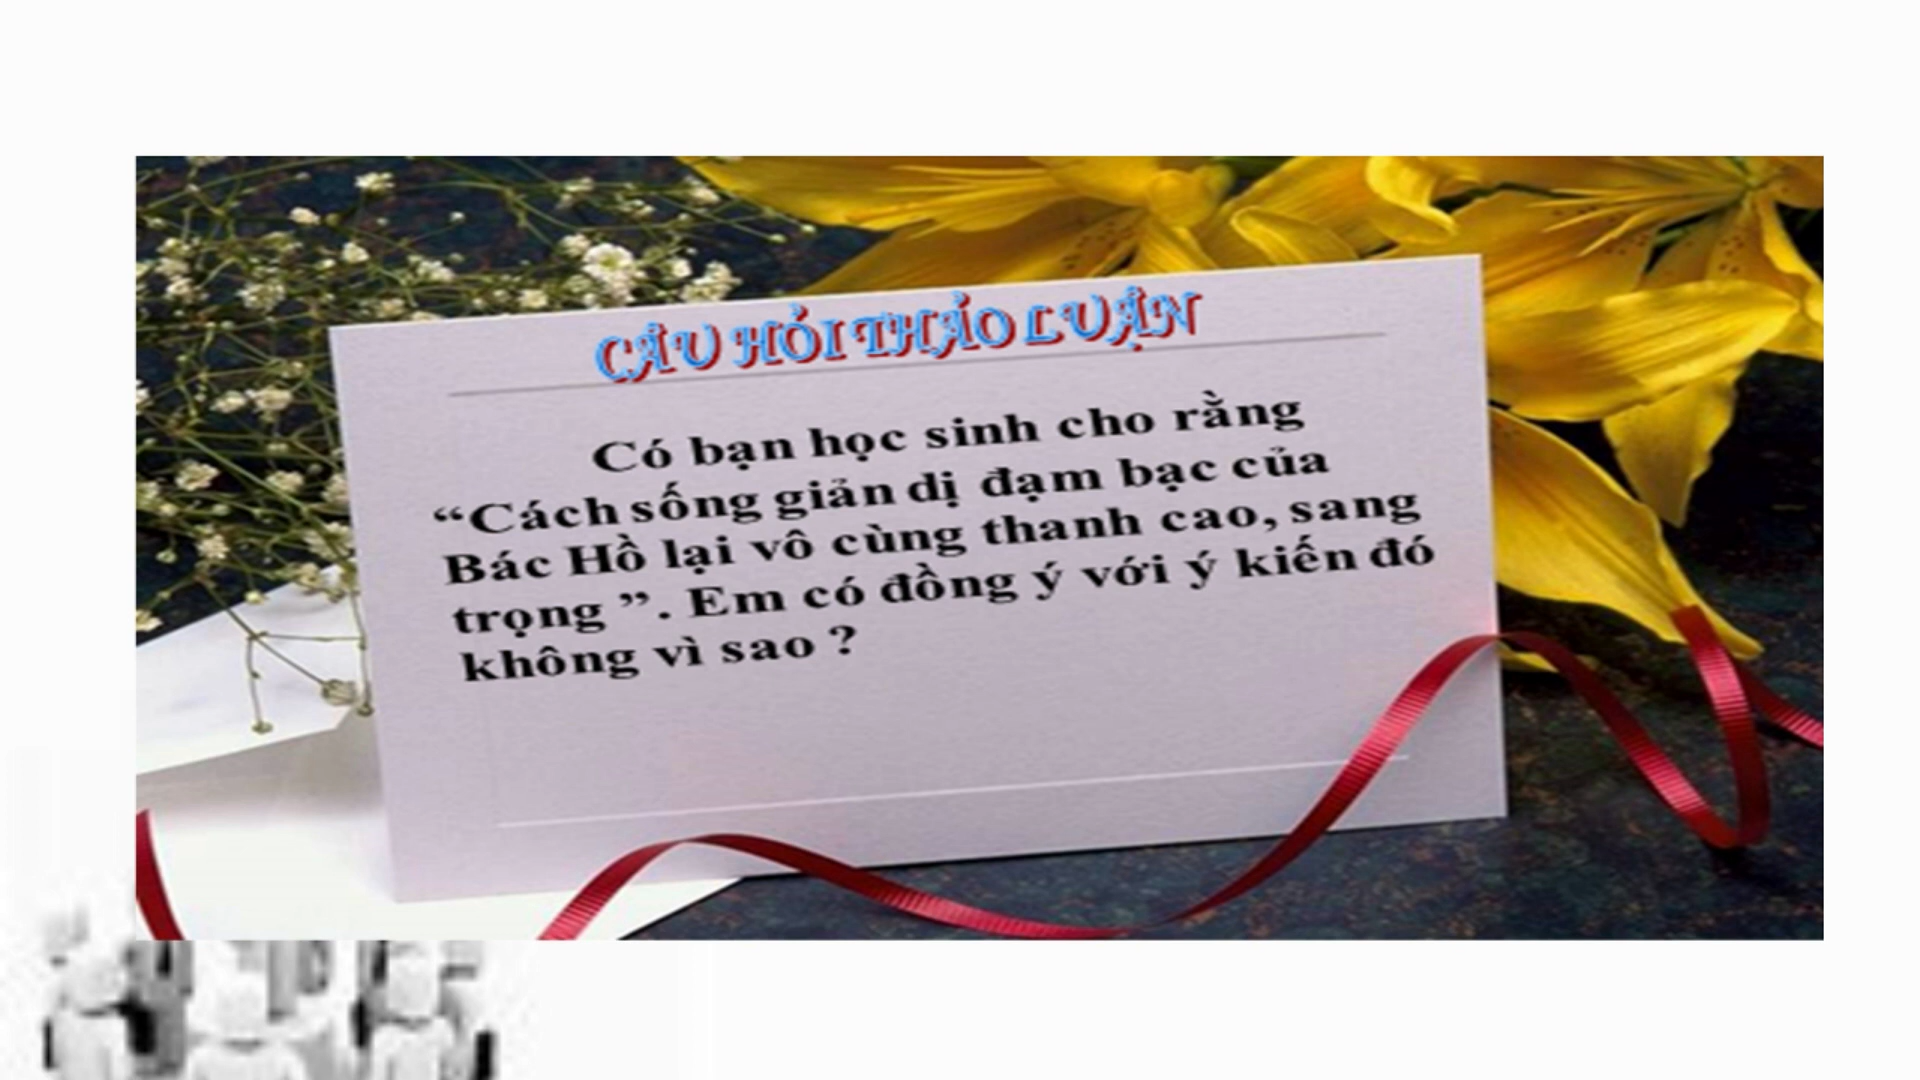 CÂU HỎI THẢO LUẬN
Có bạn học sinh cho rằng
“Cách sống giản dị đạm bạc của
Bác Hồ lại vô cùng thanh cao, sang
trọng ”. Em có đồng ý với ý kiến đó
không vì sao ?